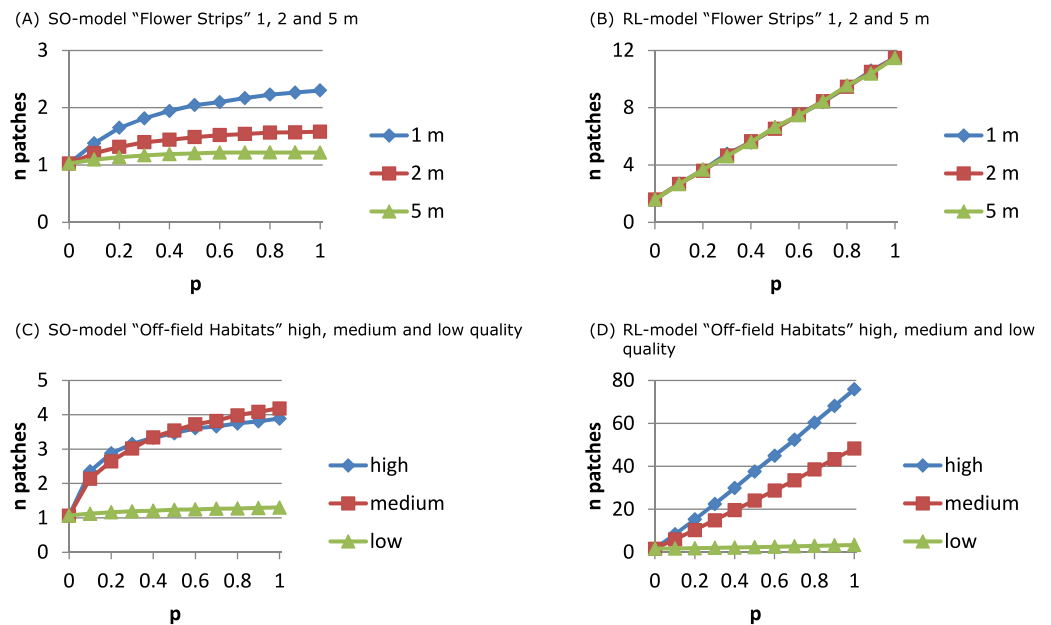 (A) SO-model “Flower Strips” 1, 2 and 5 m
3
2
1
0
n patches
0 0.2 0.4 0.6 0.8 1
p
1 m
2 m
5 m
(B) RL-model “Flower Strips” 1, 2 and 5 m
12
8
4
0
n patches
0 0.2 0.4 0.6 0.8 1
p
1 m
2 m
5 m
(C) SO-model “Off-field Habitats” high, medium and low quality
5
4
3
2
1
0
n patches
0 0.2 0.4 0.6 0.8 1
p
high
medium
low
(D) RL-model “Off-field Habitats” high, medium and low
quality
80
60
40
20
0
n patches
0 0.2 0.4 0.6 0.8 1
p
high
medium
low